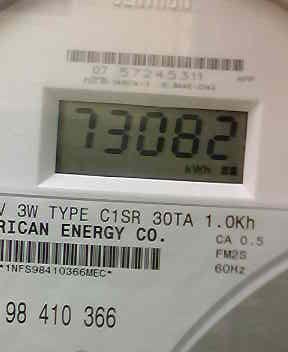 07 57245311
73082
kWh
V 3W TYPE C1SR 30TA 1.0Kh
RICAN ENERGY CO.
CA 0.5
FM2S
60Hz
*1NFS98410366MEC*
98 410 366